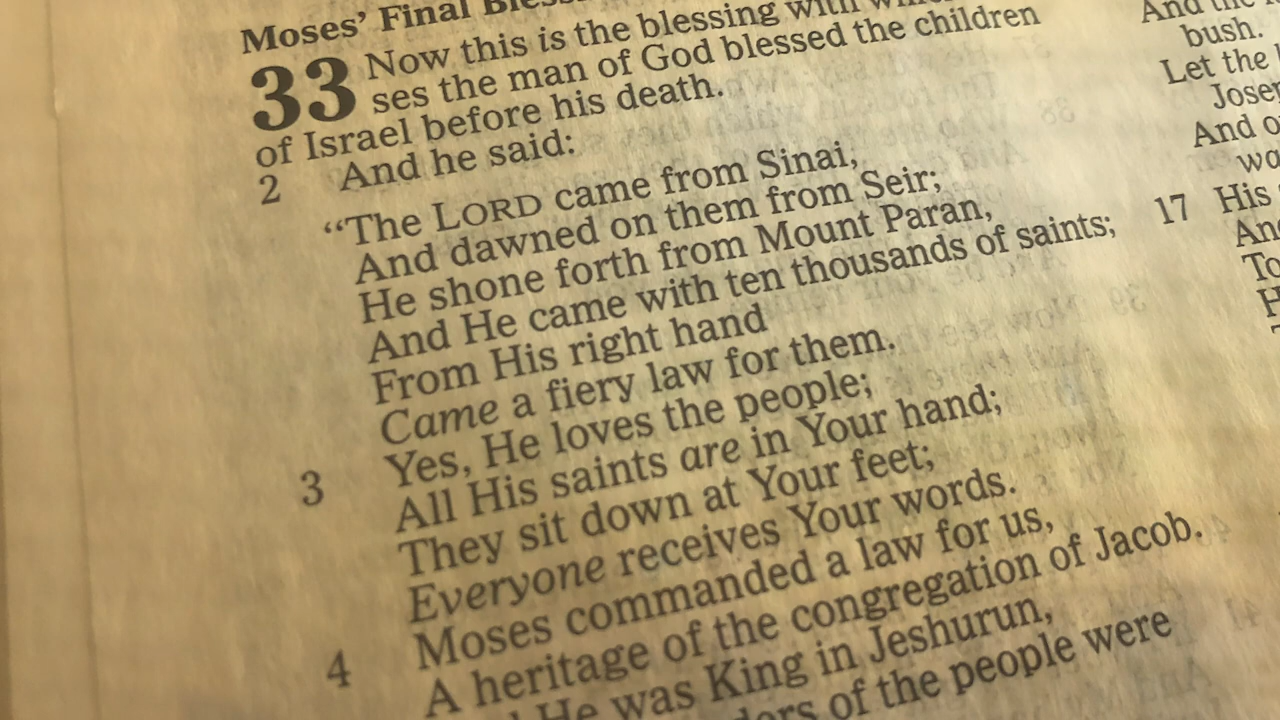 Moses' Final
33 Now this is the blessing with
ses the man of God blessed the children
of Israel before his death.
2 And he said:
"The LORD came from Sinai,
And dawned on them from Seir;
He shone forth from Mount Paran,
And He came with ten thousands of saints;
From His right hand
Came a fiery law for them.
3 Yes, He loves the people;
All His saints are in Your hand;
They sit down at Your feet;
Everyone receives Your words.
4 Moses commanded a law for us,
A heritage of the congregation of Jacob.
He was King in Jeshurun,
of the people were
And the
bush.
Let the
And
17 His